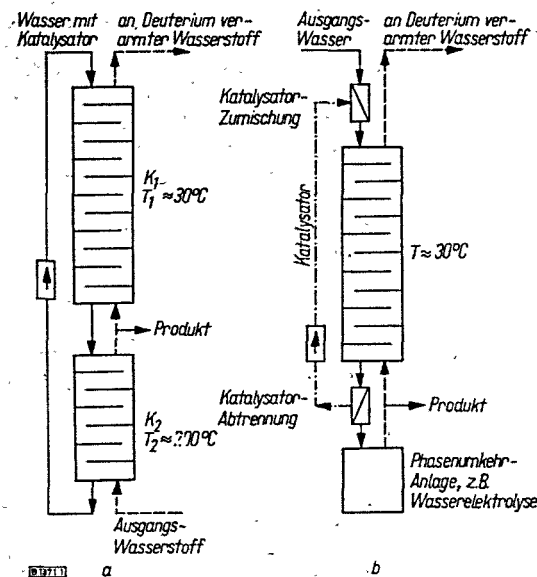 Wasser mit
Katalysator
an Deuterium ver-
armter Wasserstoff
K₁
T₁ ≈ 30°C
Produkt
K₂
Ausgangs-
Wasserstoff
a
Ausgangs-
Wasser
an Deuterium ver-
armter Wasserstoff
Katalysator-
Zumischung
Katalysator
T ≈ 30°C
Katalysator-
Abtrennung
Produkt
Phasenumkehr-
Anlage, z.B.
Wasserelektrolyse
b